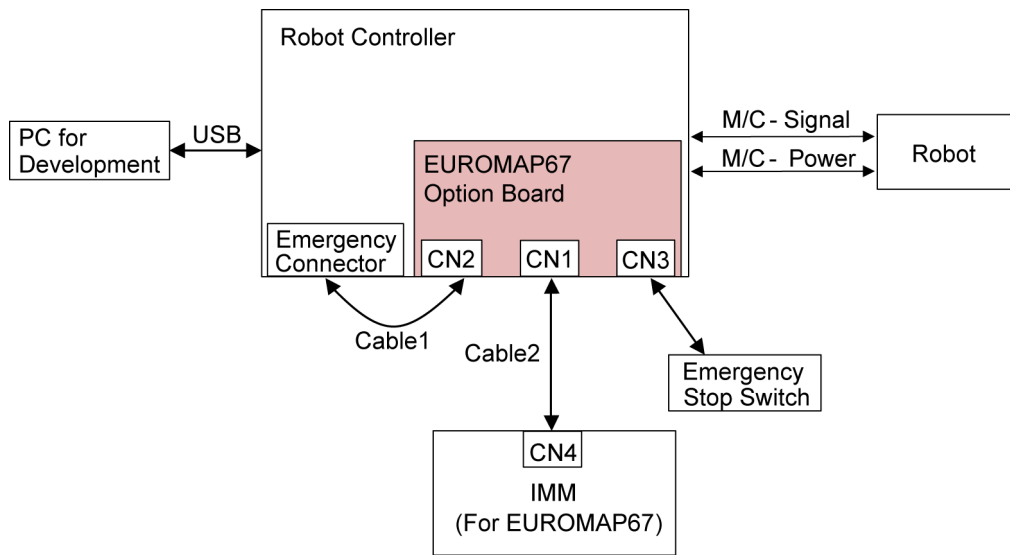 Robot Controller
PC for
Development
USB
EUROMAP67
Option Board
M/C - Signal
M/C - Power
Robot
Emergency
Connector
CN2
CN1
CN3
Cable1
Cable2
Emergency
Stop Switch
CN4
IMM
(For EUROMAP67)